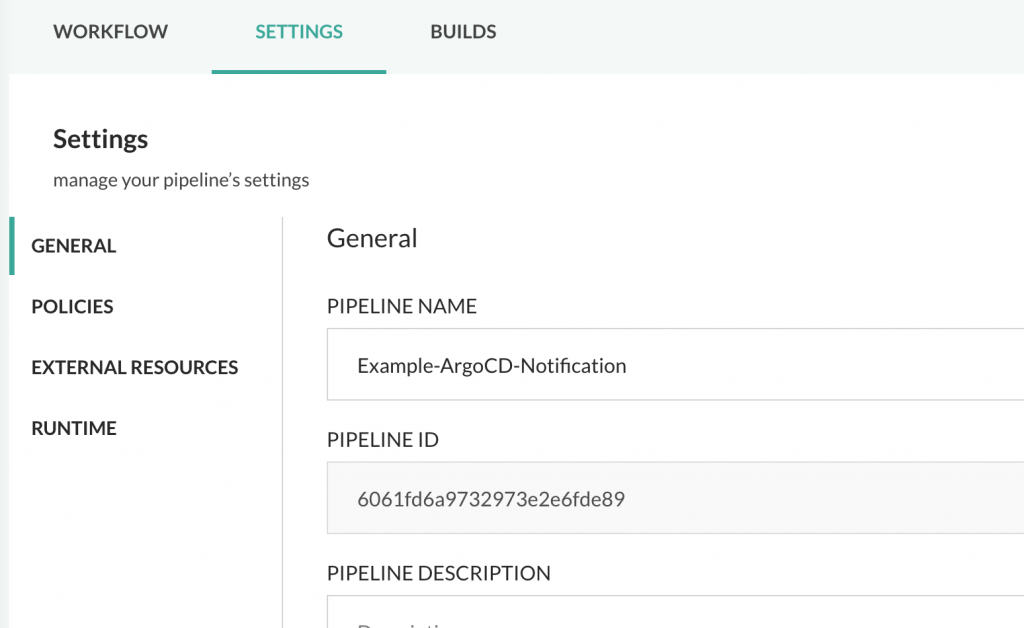 WORKFLOW SETTINGS BUILDS
Settings
manage your pipeline’s settings
GENERAL
POLICIES
EXTERNAL RESOURCES
RUNTIME
General
PIPELINE NAME
Example-ArgoCD-Notification
PIPELINE ID
6061fd6a9732973e2e6fde89
PIPELINE DESCRIPTION